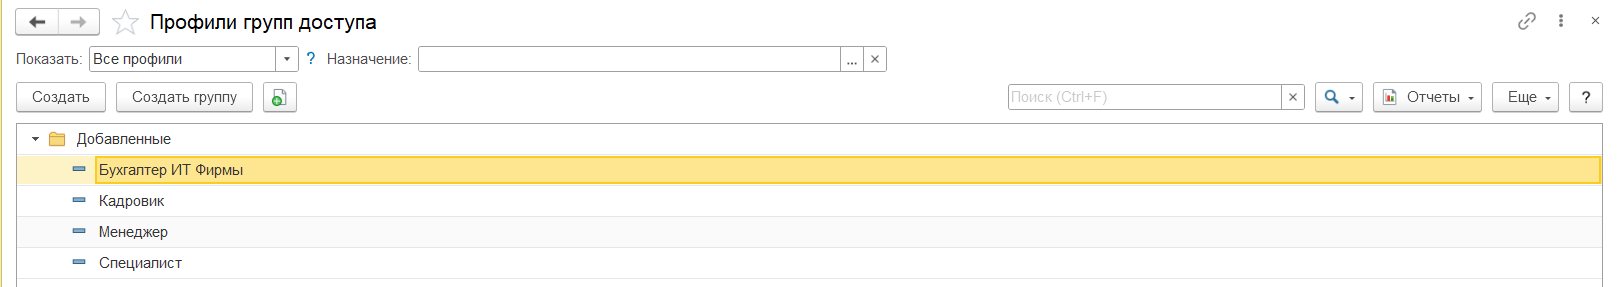 Профили групп доступа
Показать: Все профили ? Назначение: ...
Создать Создать группу Поиск (Ctrl+F) Отчеты Еще ?
Добавленные
Бухгалтер ИТ Фирмы
Кадровик
Менеджер
Специалист